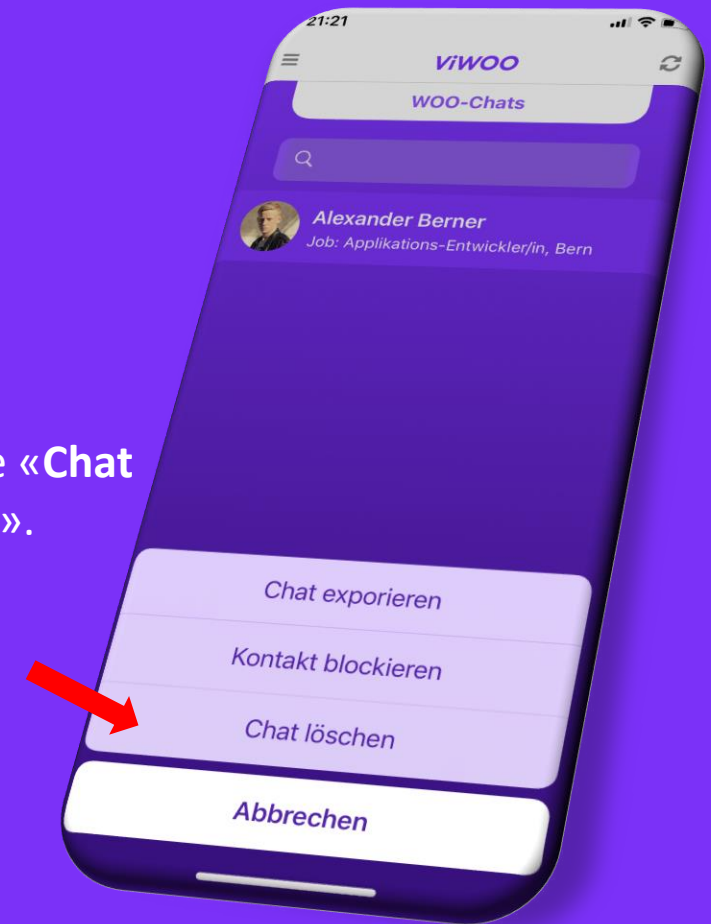 21:21
ViWOO
WOO-Chats
Alexander Berner
Job: Applikations-Entwickler/in, Bern
e «Chat
».
Chat exporieren
Kontakt blockieren
Chat löschen
Abbrechen